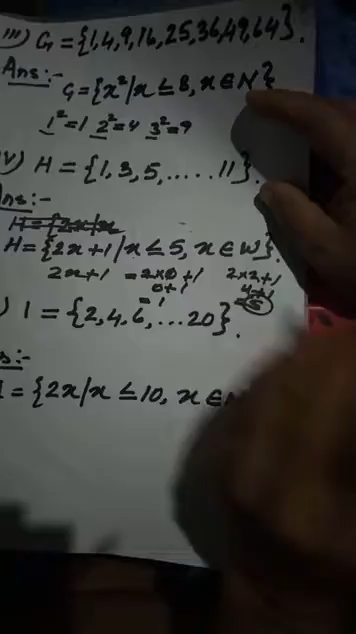 III) G = {1,4,9,16,25,36,49,64}.
Ans:-
G = {x²/x ≤ 8, x ∈ N}
1²=1 2²=4 3²=9
V) H = {1, 3, 5, ..... 11}.
Ans:-
H = {2x/x
H = {2x+1/x ≤ 5, x ∈ W}.
2x+1 = 2×0+1 2×2+1
0+1 4+1
= 1 = 5
) I = {2, 4, 6, ... 20}.
s:-
= {2x/x ≤ 10, x ∈ N